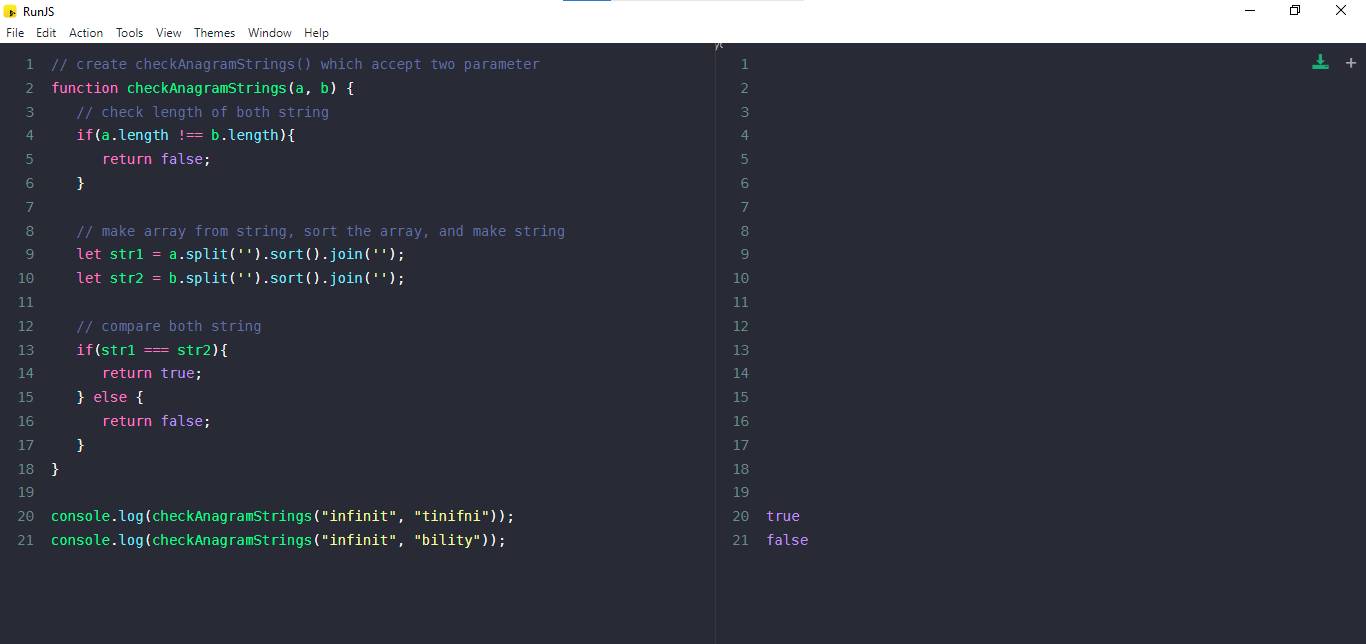 RunJS
File Edit Action Tools View Themes Window Help
1 // create checkAnagramStrings() which accept two parameter
2 function checkAnagramStrings(a, b) {
3    // check length of both string
4    if(a.length !== b.length){
5       return false;
6    }
7
8    // make array from string, sort the array, and make string
9    let str1 = a.split('').sort().join('');
10    let str2 = b.split('').sort().join('');
11
12    // compare both string
13    if(str1 === str2){
14       return true;
15    } else {
16       return false;
17    }
18 }
19
20 console.log(checkAnagramStrings("infinit", "tinifni"));
21 console.log(checkAnagramStrings("infinit", "bility"));
1
2
3
4
5
6
7
8
9
10
11
12
13
14
15
16
17
18
19
20 true
21 false